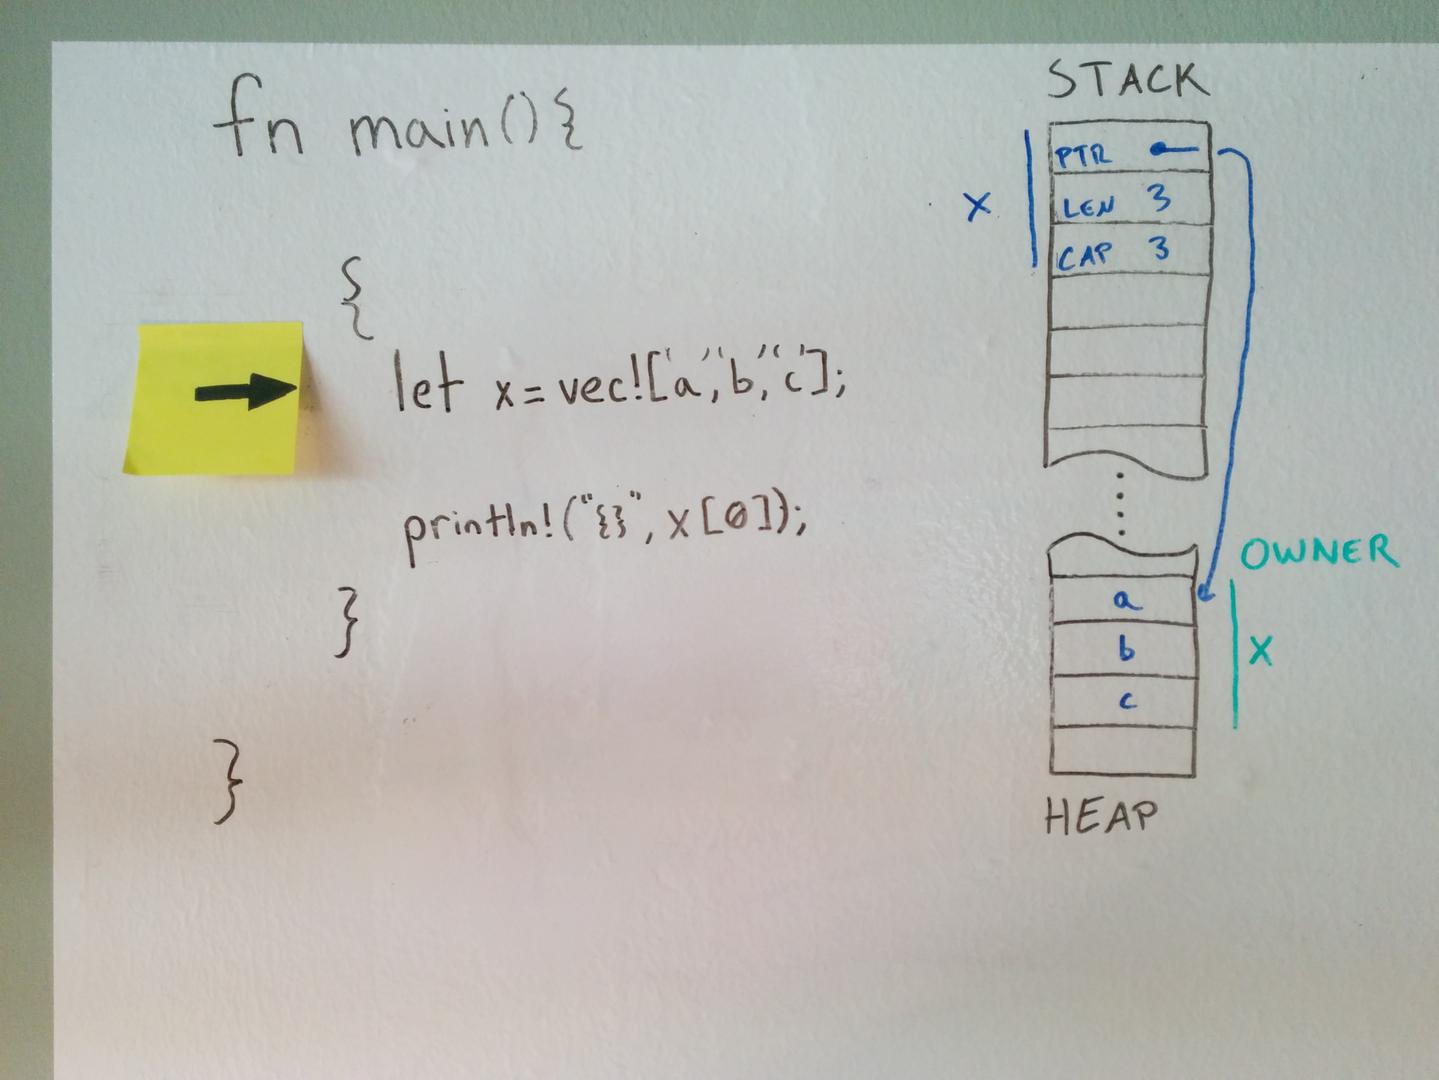 fn main(){
{
let x = vec!['a','b','c'];
println!("{}", x[0]);
}
}
STACK
x
PTR
LEN 3
CAP 3
OWNER
a
b
c
x
HEAP